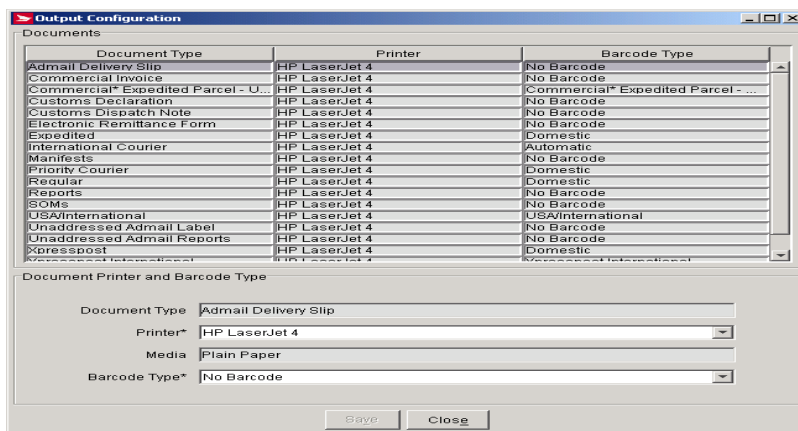 Output Configuration
Documents
Document Type Printer Barcode Type
Admail Delivery Slip HP LaserJet 4 No Barcode
Commercial Invoice HP LaserJet 4 No Barcode
Commercial* Expedited Parcel - U... HP LaserJet 4 Commercial* Expedited Parcel - ...
Customs Declaration HP LaserJet 4 No Barcode
Customs Dispatch Note HP LaserJet 4 No Barcode
Electronic Remittance Form HP LaserJet 4 No Barcode
Expedited HP LaserJet 4 Domestic
International Courier HP LaserJet 4 Automatic
Manifests HP LaserJet 4 No Barcode
Priority Courier HP LaserJet 4 Domestic
Regular HP LaserJet 4 Domestic
Reports HP LaserJet 4 No Barcode
SOMs HP LaserJet 4 No Barcode
USA/International HP LaserJet 4 USA/International
Unaddressed Admail Label HP LaserJet 4 No Barcode
Unaddressed Admail Reports HP LaserJet 4 No Barcode
Xpresspost HP LaserJet 4 Domestic
Xpresspost International HP LaserJet 4 Xpresspost International
Document Printer and Barcode Type
Document Type Admail Delivery Slip
Printer* HP LaserJet 4
Media Plain Paper
Barcode Type* No Barcode
Save Close